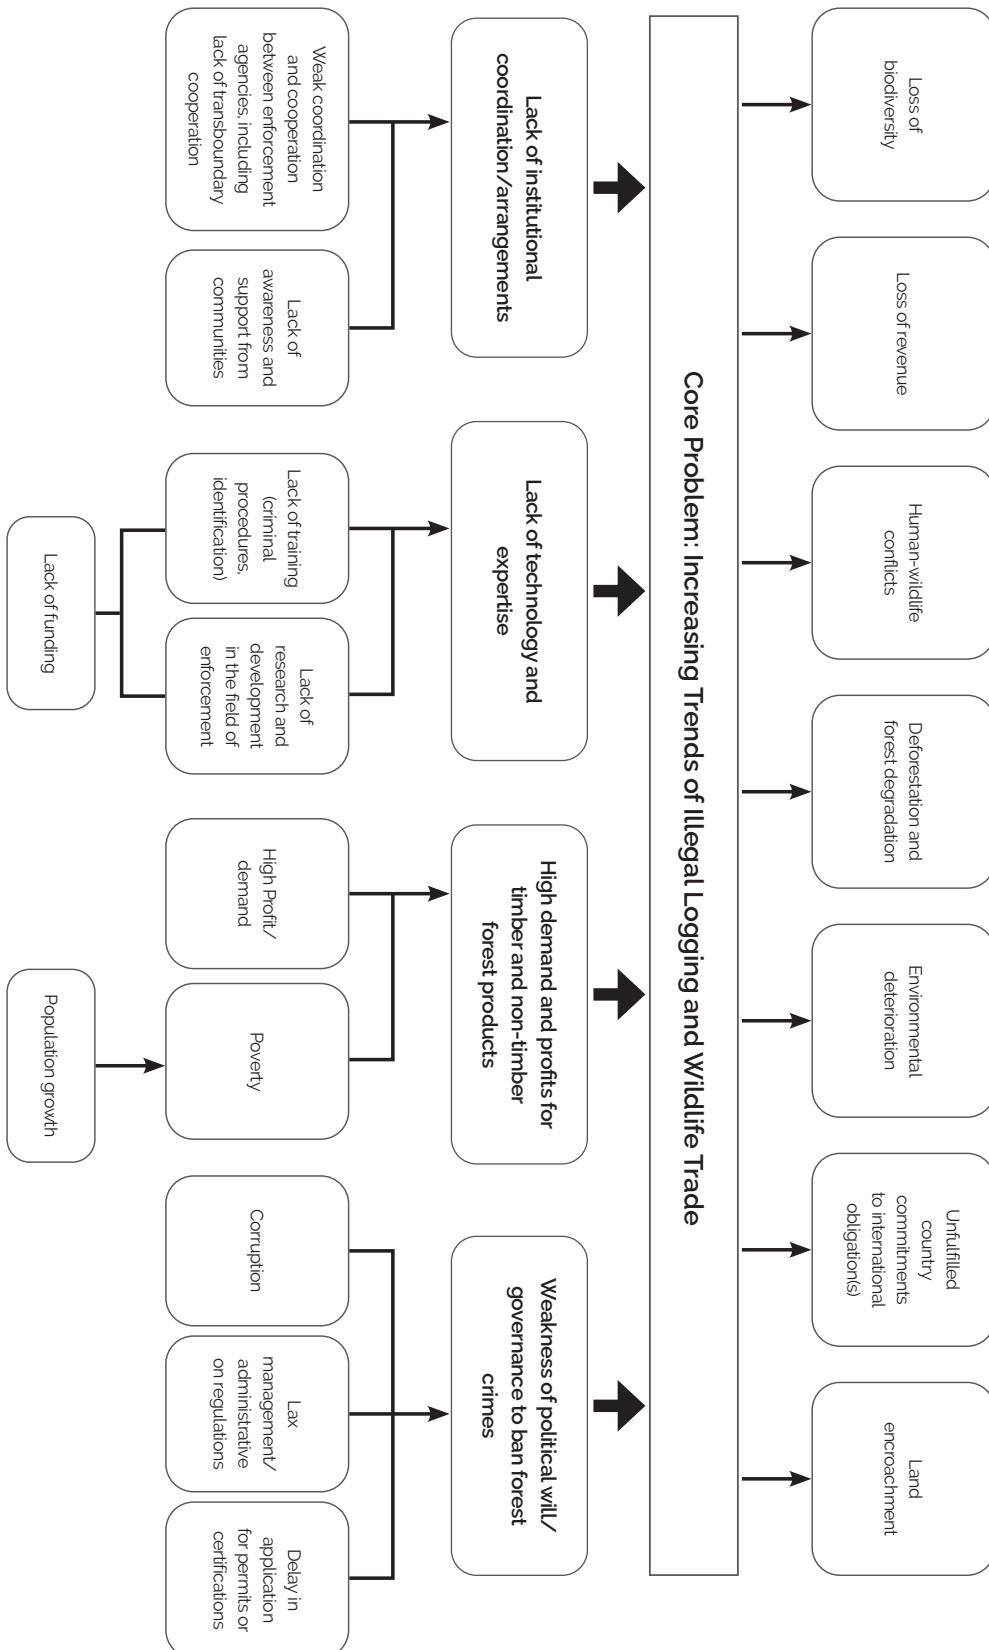 Loss of
biodiversity
Loss of revenue
Human-wildlife
conflicts
Deforestation and
forest degradation
Environmental
deterioration
Unfulfilled
country
commitments
to international
obligation(s)
Land
encroachment
Core Problem: Increasing Trends of Illegal Logging and Wildlife Trade
Lack of institutional
coordination/arrangements
Lack of technology and
expertise
High demand and profits for
timber and non-timber
forest products
Weakness of political will/
governance to ban forest
crimes
Weak coordination
and cooperation
between enforcement
agencies, including
lack of transboundary
cooperation
Lack of
awareness and
support from
communities
Lack of training
(criminal
procedures,
identification)
Lack of
research and
development
in the field of
enforcement
High Profit/
demand
Poverty
Corruption
Lax
management/
administrative
on regulations
Delay in
application
for permits or
certifications
Lack of funding
Population growth